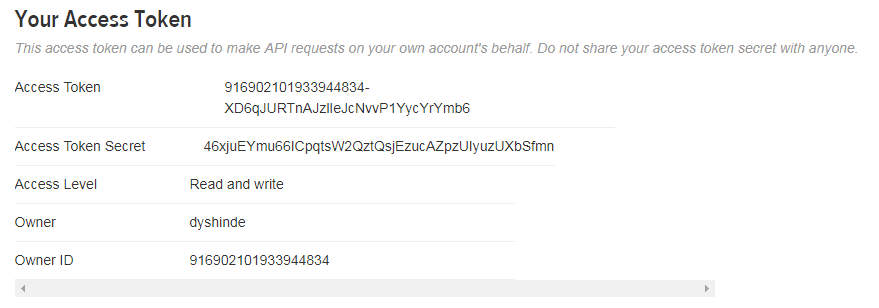 Your Access Token
This access token can be used to make API requests on your own account's behalf. Do not share your access token secret with anyone.
Access Token 916902101933944834-
Access Token Secret
Access Level Read and write
Owner dyshinde
Owner ID 916902101933944834